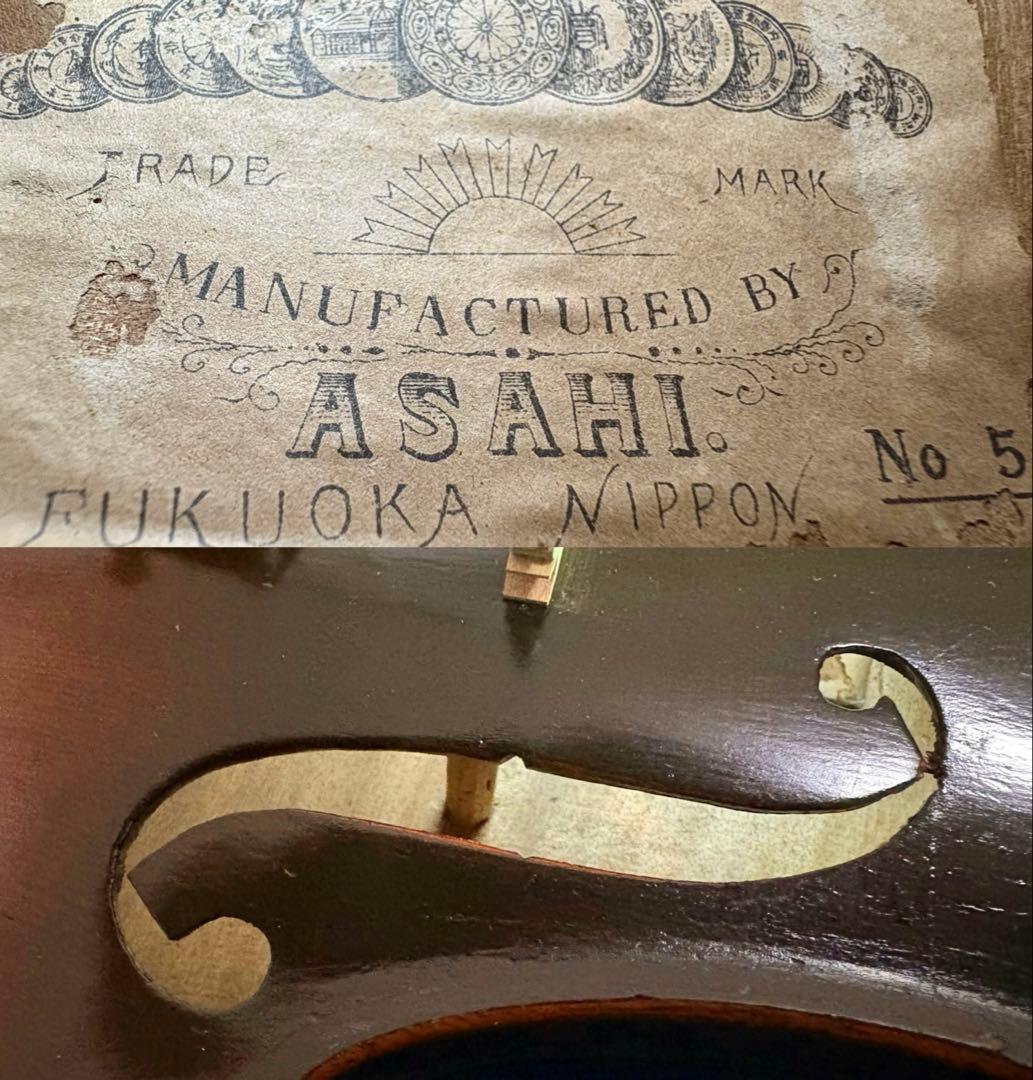 TRADE MARK
MANUFACTURED BY
ASAHI.
No 5
FUKUOKA NIPPON